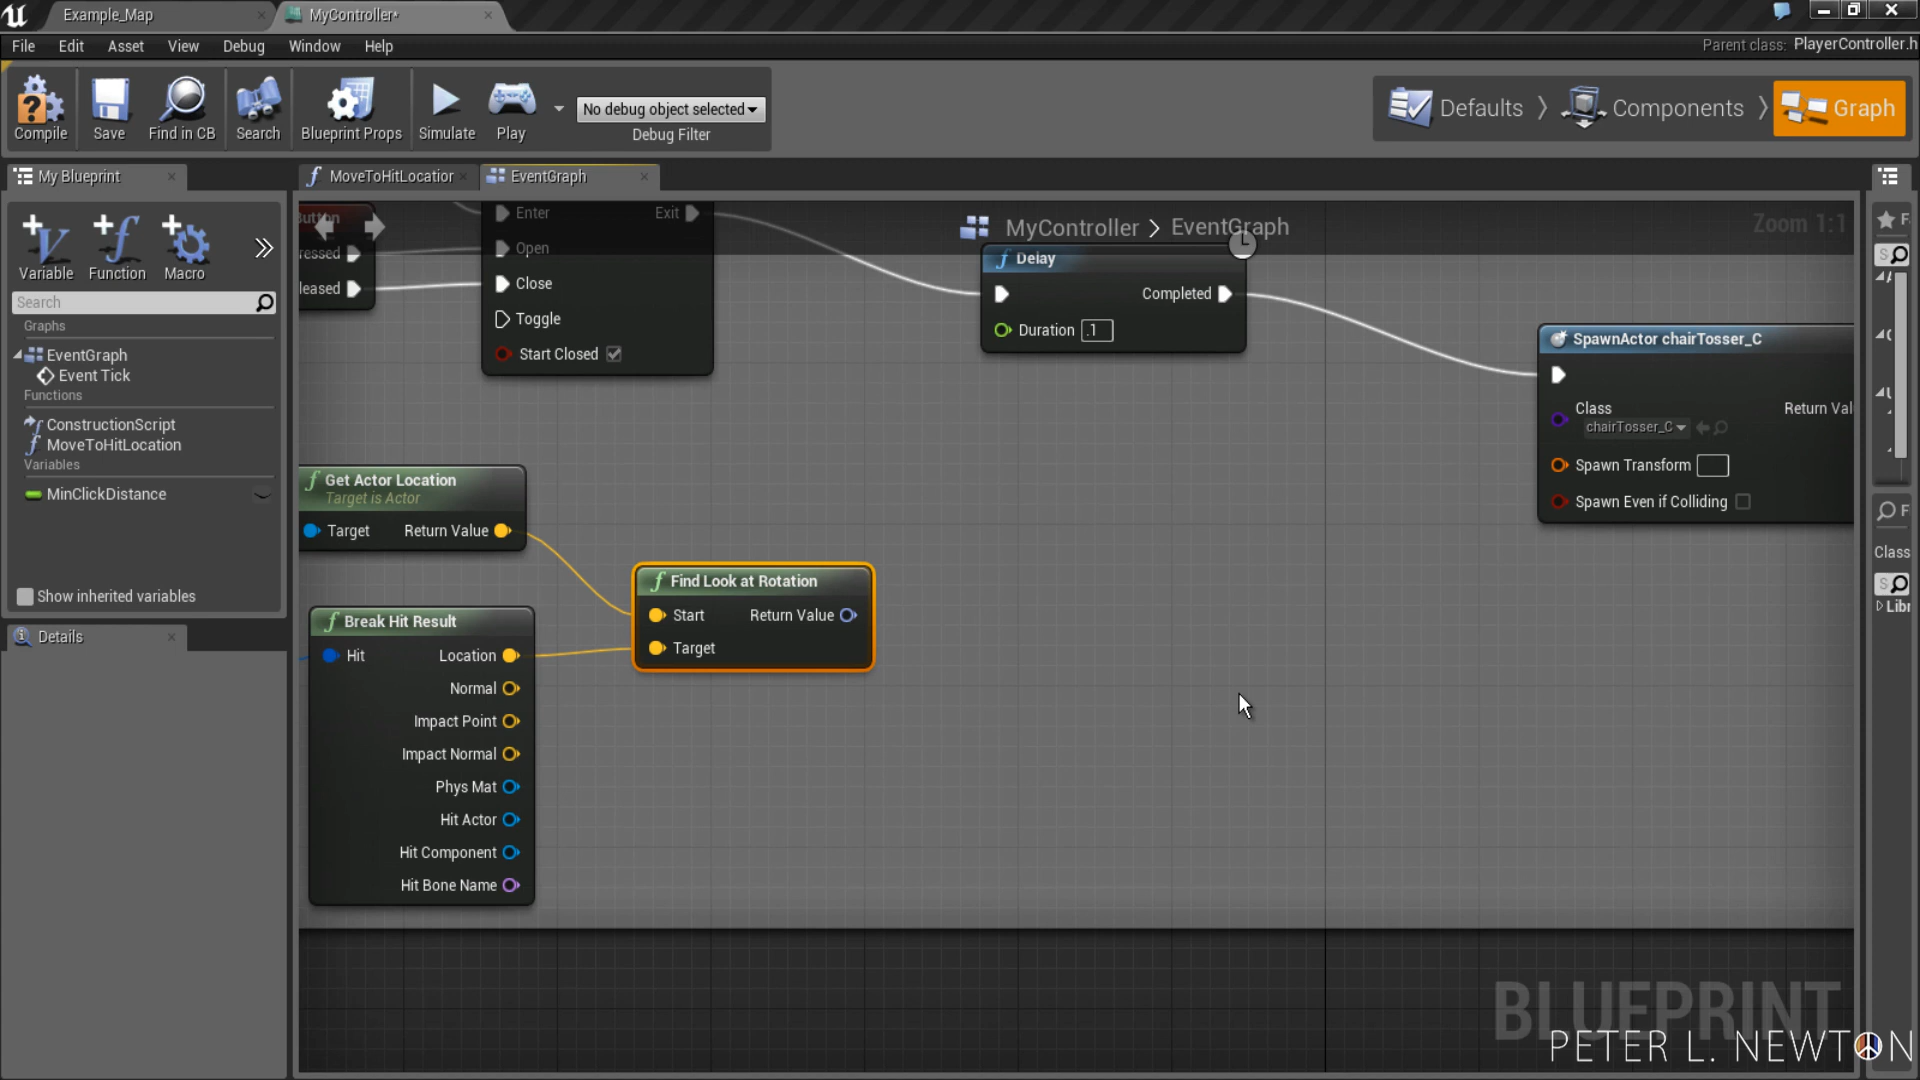 Example_Map
MyController*
File Edit Asset View Debug Window Help
Parent class: PlayerController.h
Compile
Save
Find in CB
Search
Blueprint Props
Simulate
Play
No debug object selected
Debug Filter
Defaults
Components
Graph
My Blueprint
MoveToHitLocation
EventGraph
Variable
Function
Macro
Search
Graphs
EventGraph
Event Tick
Functions
ConstructionScript
MoveToHitLocation
Variables
MinClickDistance
Show inherited variables
Details
MyController > EventGraph
Zoom 1:1
Button
ressed
leased
Enter
Exit
Open
Close
Toggle
Start Closed
Delay
Completed
Duration .1
SpawnActor chairTosser_C
Class
chairTosser_C
Return Val
Spawn Transform
Spawn Even if Colliding
Get Actor Location
Target is Actor
Target
Return Value
Find Look at Rotation
Start
Return Value
Target
Break Hit Result
Hit
Location
Normal
Impact Point
Impact Normal
Phys Mat
Hit Actor
Hit Component
Hit Bone Name
F
S
F
Class
S
Libr
BLUEPRINT
PETER L. NEWTON